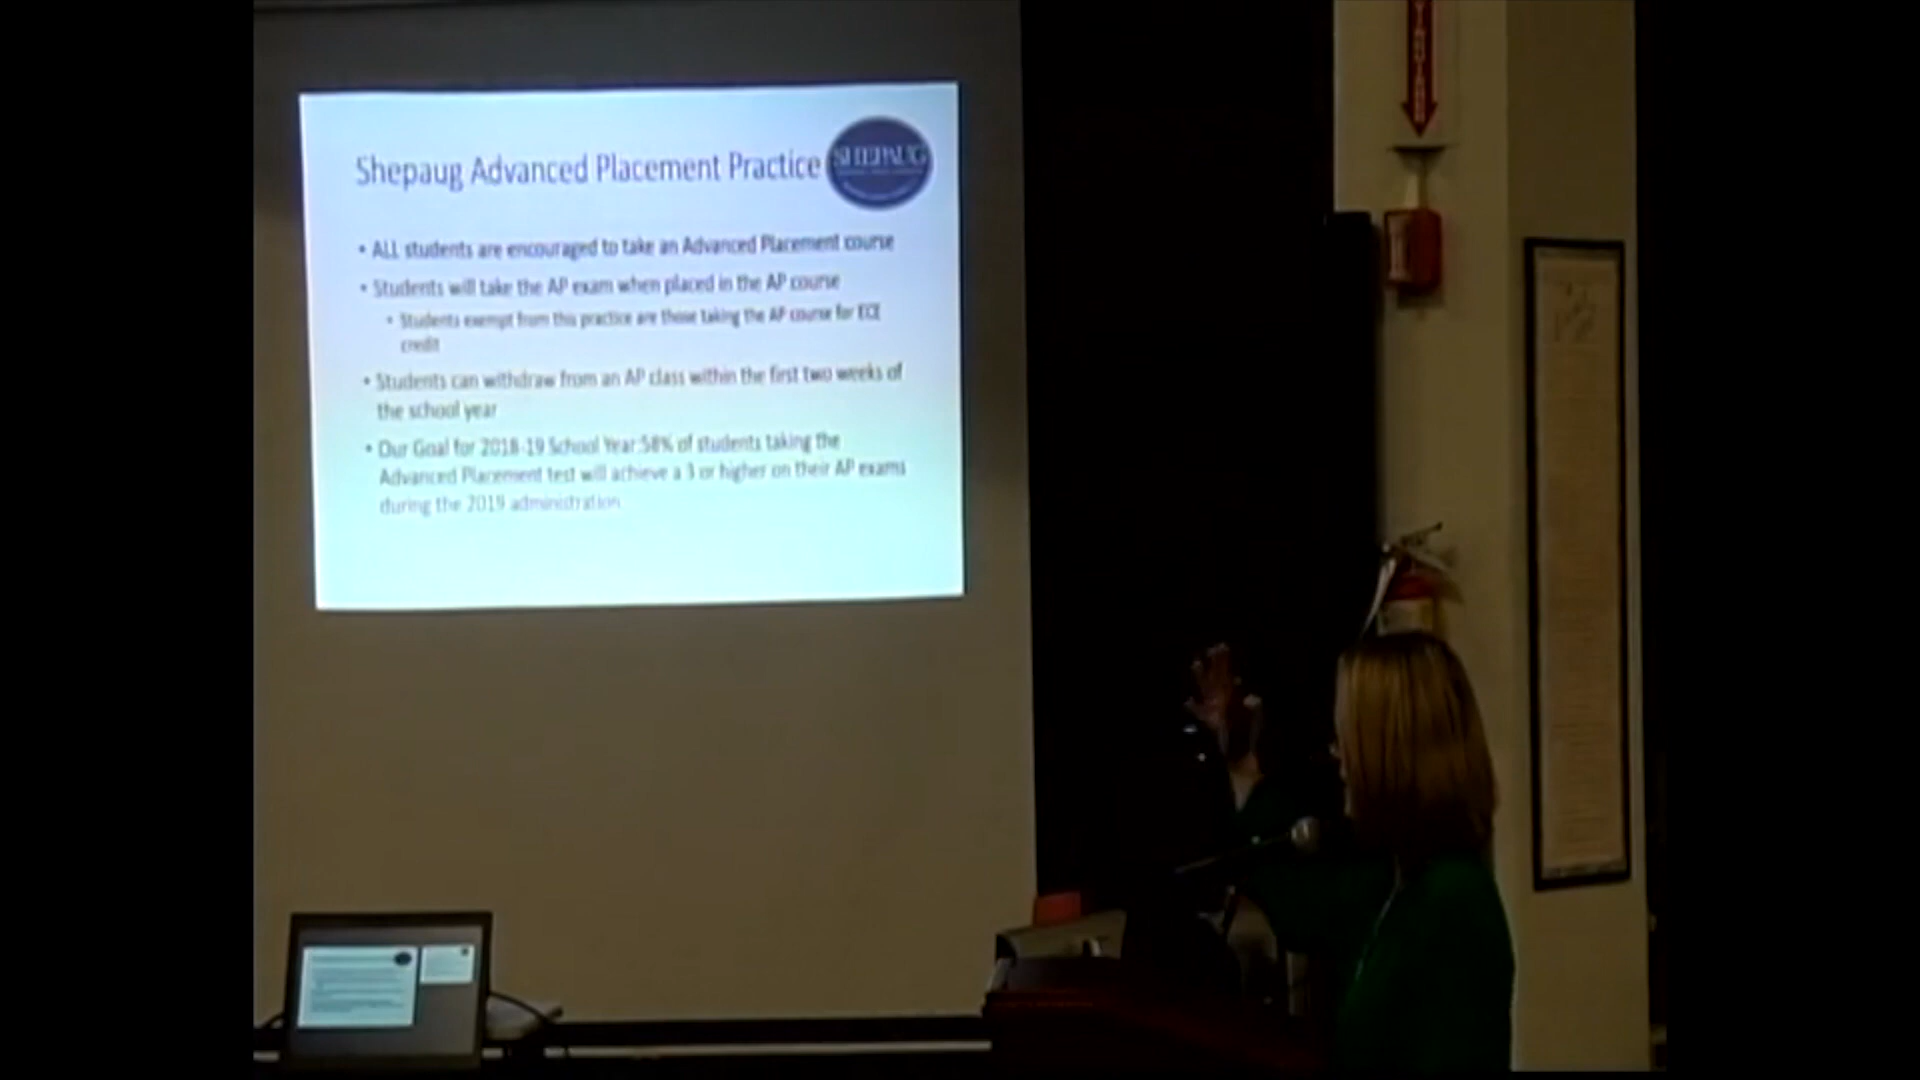 Shepaug Advanced Placement Practice
SHEPAUG
• ALL students are encouraged to take an Advanced Placement course
• Students will take the AP exam when placed in the AP course
• Students exempt from this practice are those taking the AP course for ECE
credit
• Students can withdraw from an AP class within the first two weeks of
the school year
• Our Goal for 2018-19 School Year:58% of students taking the
Advanced Placement test will achieve a 3 or higher on their AP exams
during the 2019 administration